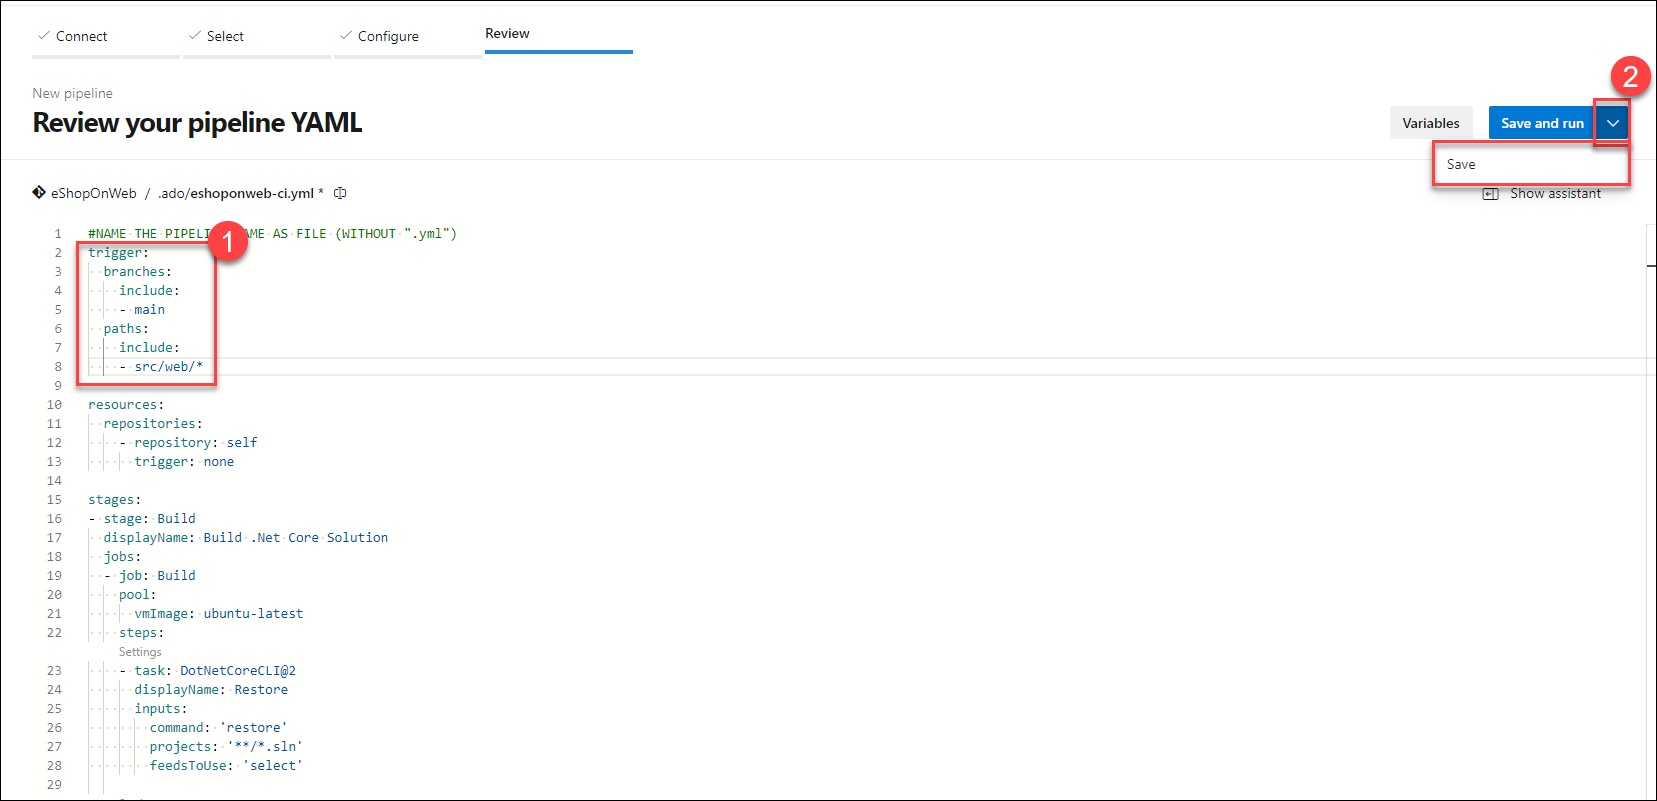 Connect Select Configure Review
New pipeline
Review your pipeline YAML
Variables Save and run
2
Save
eShopOnWeb / .ado/eshoponweb-ci.yml *
Show assistant
1
1 #NAME THE PIPELI AME AS FILE (WITHOUT ".yml")
2 trigger:
3 branches:
4 include:
5 - main
6 paths:
7 include:
8 - src/web/*
9
10 resources:
11 repositories:
12 - repository: self
13 trigger: none
14
15 stages:
16 - stage: Build
17 displayName: Build .Net Core Solution
18 jobs:
19 - job: Build
20 pool:
21 vmImage: ubuntu-latest
22 steps:
Settings
23 - task: DotNetCoreCLI@2
24 displayName: Restore
25 inputs:
26 command: 'restore'
27 projects: '**/*.sln'
28 feedsToUse: 'select'
29